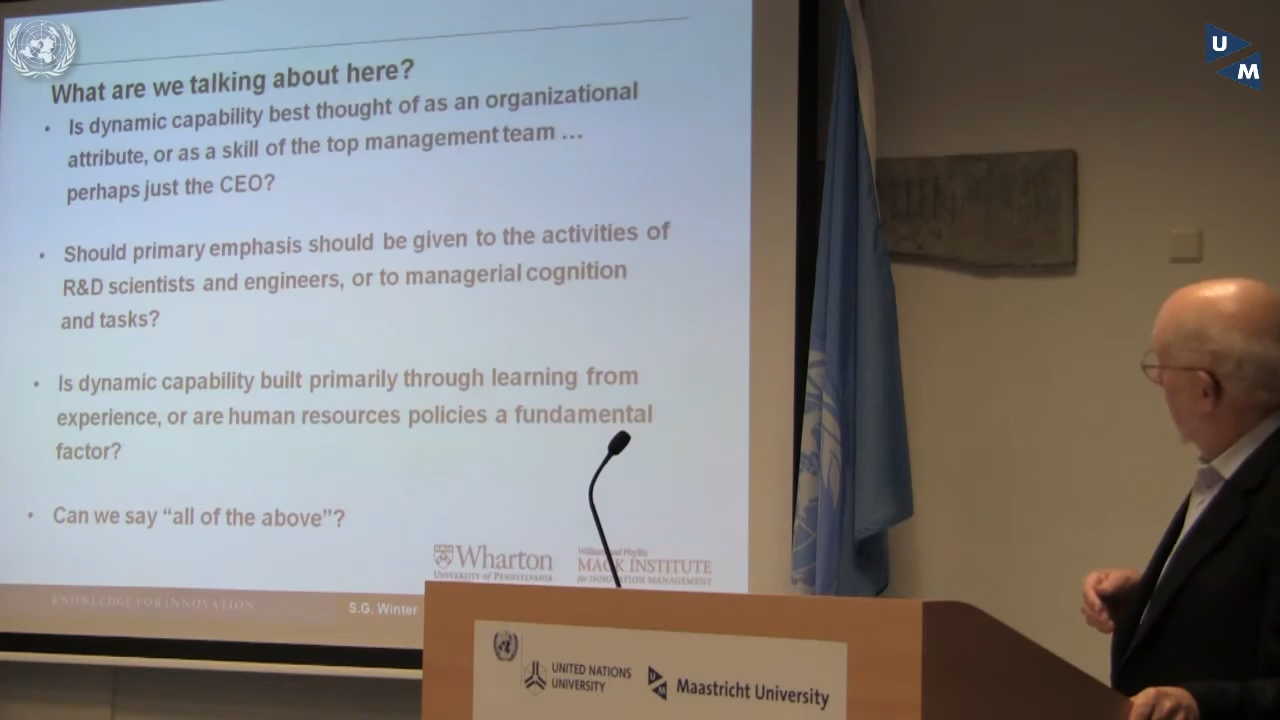 What are we talking about here?
• Is dynamic capability best thought of as an organizational
attribute, or as a skill of the top management team …
perhaps just the CEO?
• Should primary emphasis should be given to the activities of
R&D scientists and engineers, or to managerial cognition
and tasks?
• Is dynamic capability built primarily through learning from
experience, or are human resources policies a fundamental
factor?
• Can we say “all of the above”?
Wharton
UNIVERSITY of PENNSYLVANIA
William and Phyllis
MACK INSTITUTE
for INNOVATION MANAGEMENT
KNOWLEDGE FOR INNOVATION
S.G. Winter
UNITED NATIONS
UNIVERSITY
U
M
Maastricht University
U
M